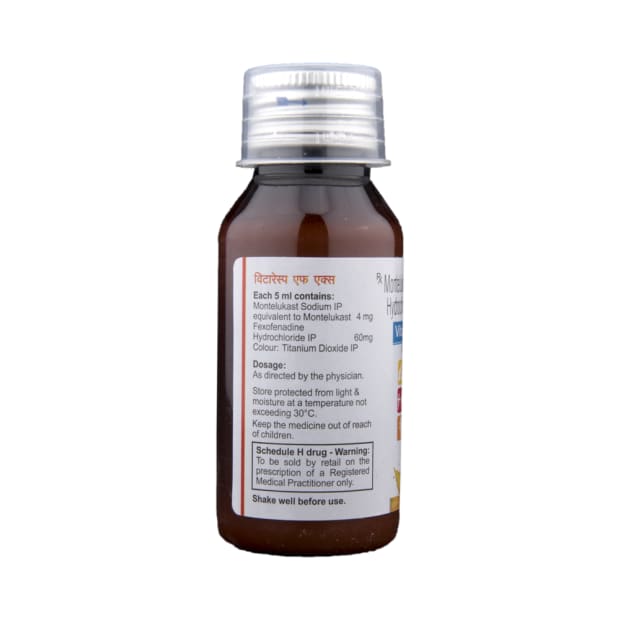 विटारेस्प एफ एक्स
Each 5 ml contains:
Montelukast Sodium IP
equivalent to Montelukast 4 mg
Fexofenadine
Hydrochloride IP 60mg
Colour: Titanium Dioxide IP
Dosage:
As directed by the physician.
Store protected from light &
moisture at a temperature not
exceeding 30°C.
Keep the medicine out of reach
of children.
Schedule H drug - Warning:
To be sold by retail on the
prescription of a Registered
Medical Practitioner only.
Shake well before use.
Rx